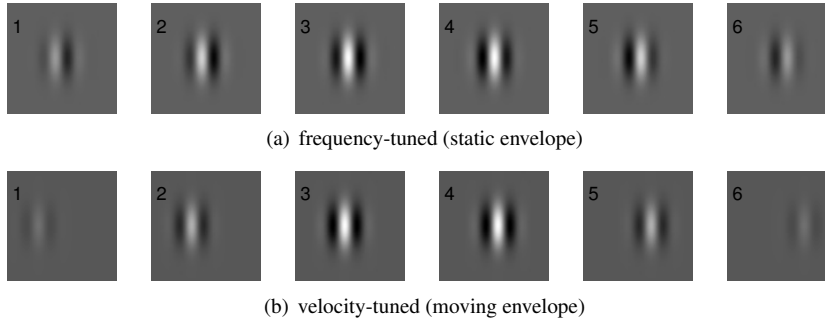 1 2 3 4 5 6
(a) frequency-tuned (static envelope)
1 2 3 4 5 6
(b) velocity-tuned (moving envelope)